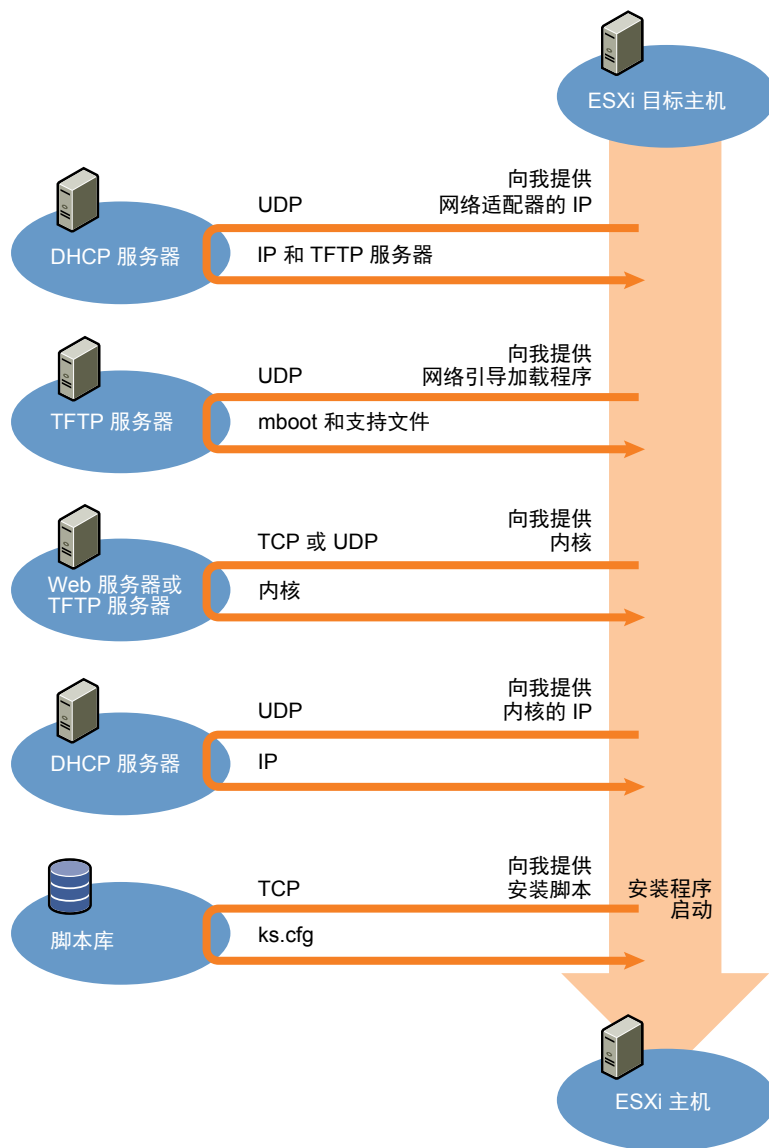 ESXi 目标主机
向我提供
UDP
网络适配器的 IP
DHCP 服务器
IP 和 TFTP 服务器
向我提供
UDP
网络引导加载程序
TFTP 服务器
mboot 和支持文件
向我提供
TCP 或 UDP
内核
Web 服务器或
TFTP 服务器
内核
向我提供
UDP
内核的 IP
DHCP 服务器
IP
向我提供
TCP
安装脚本
安装程序
启动
脚本库
ks.cfg
ESXi 主机